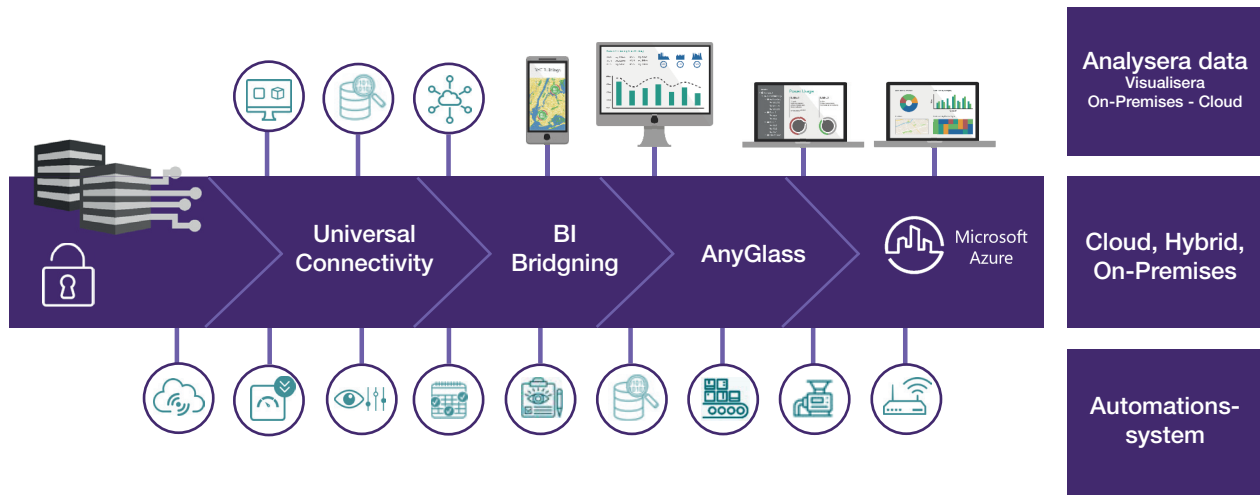 Analysera data
Visualisera
On-Premises - Cloud
Universal
Connectivity
BI
Bridgning
AnyGlass
Microsoft
Azure
Cloud, Hybrid,
On-Premises
Automations-
system